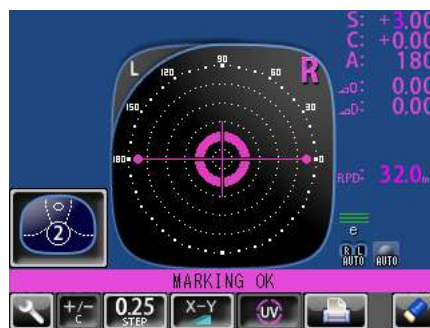 S: +3.00
C: +0.00
A: 180
0.00
0.00
L
R
120
90
60
150
30
180
0
RPD: 32.0
2
e
R L
AUTO
AUTO
MARKING OK
+/-
C
0.25
STEP
X-Y
UV